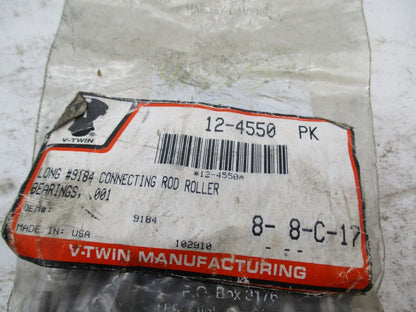 12-4550 PK
V-TWIN
*12-4550*
LONG #9184 CONNECTING ROD ROLLER
BEARINGS, .001
OEM#:
9184
8- 8-C-17
MADE IN: USA
102910
V-TWIN MANUFACTURING
P.O. BOX 3176